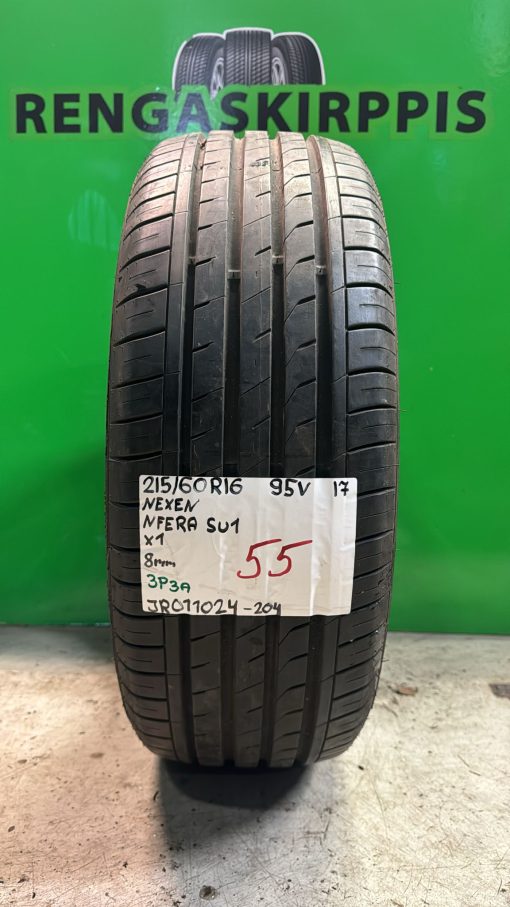 RENGASKIRPPIS
215/60R16 95V 17
NEXEN
NFERA SU1
x1
8mm
55
3P3A
JR011024-204